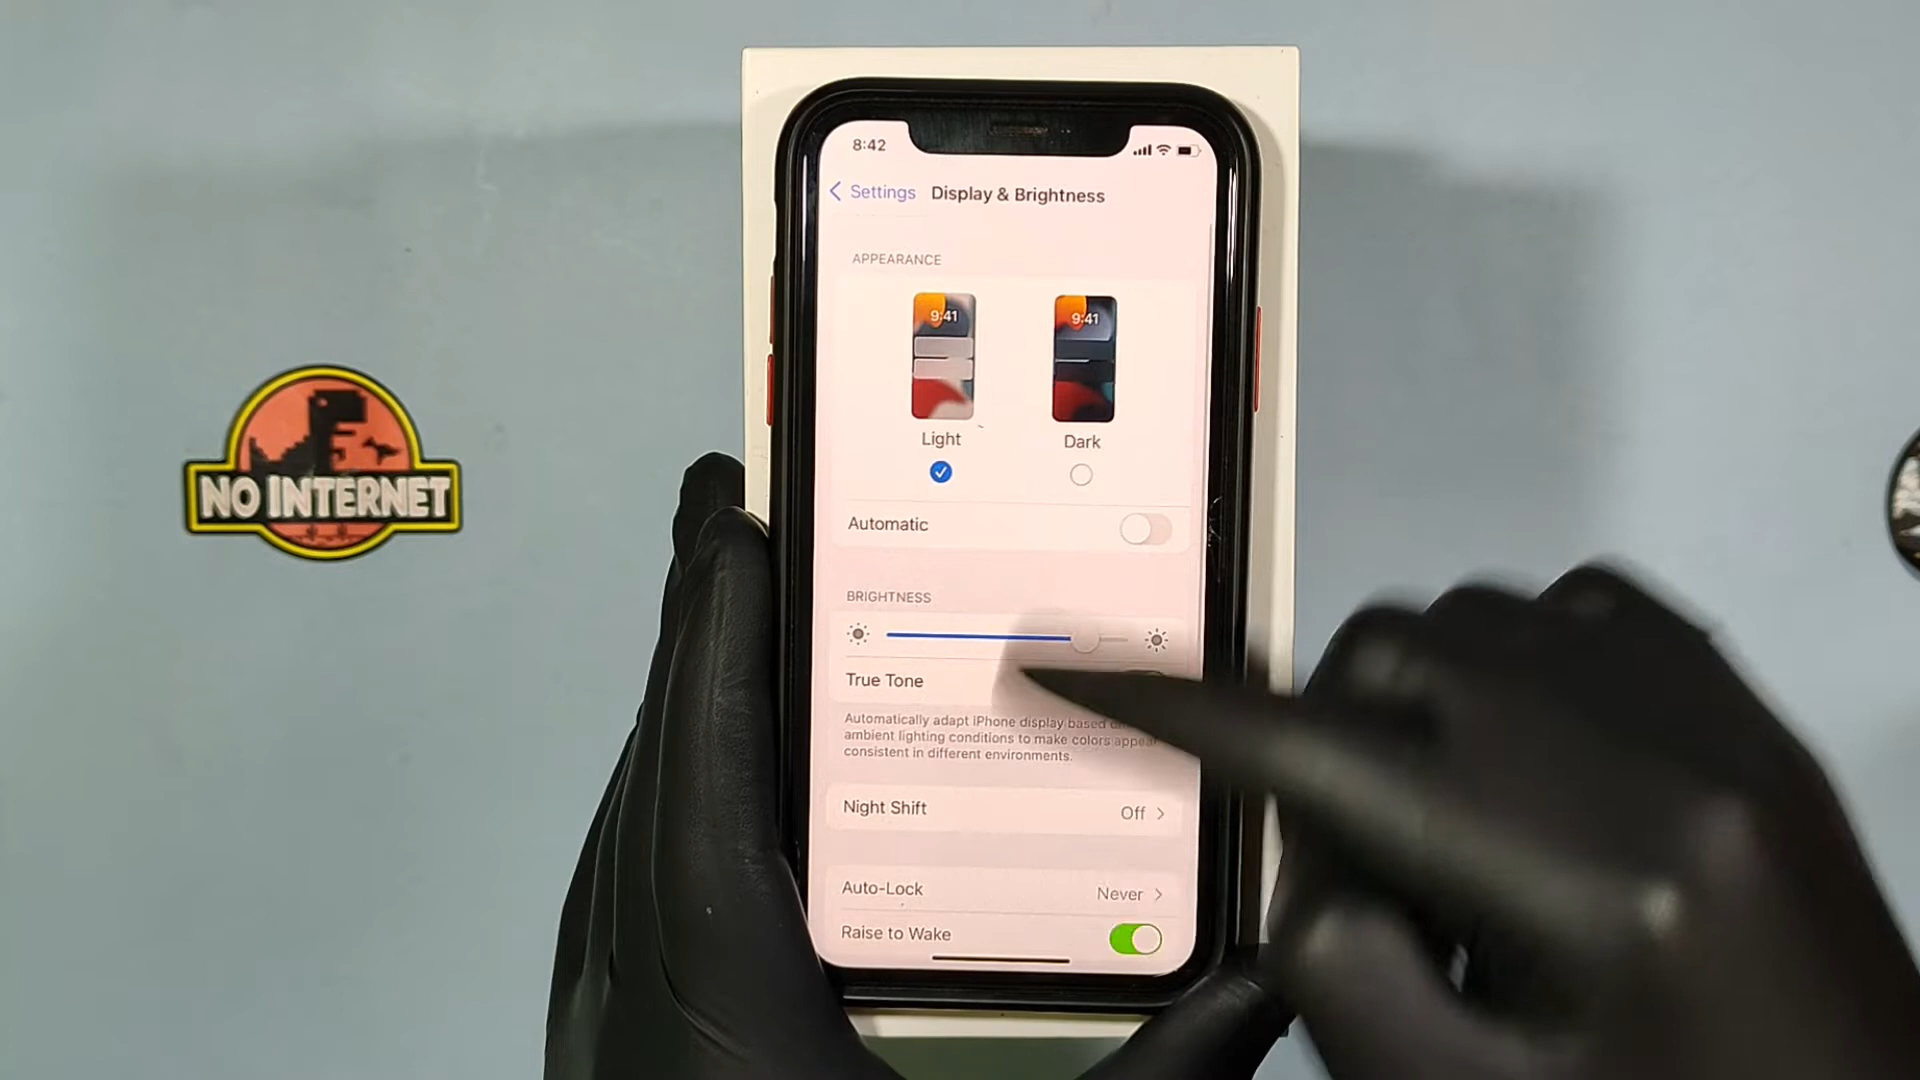 8:42
Settings
Display & Brightness
APPEARANCE
9:41
9:41
Light
Dark
Automatic
BRIGHTNESS
True Tone
Automatically adapt iPhone display based
ambient lighting conditions to make colors appear
consistent in different environments.
Night Shift
Off
Auto-Lock
Never
Raise to Wake
NO INTERNET